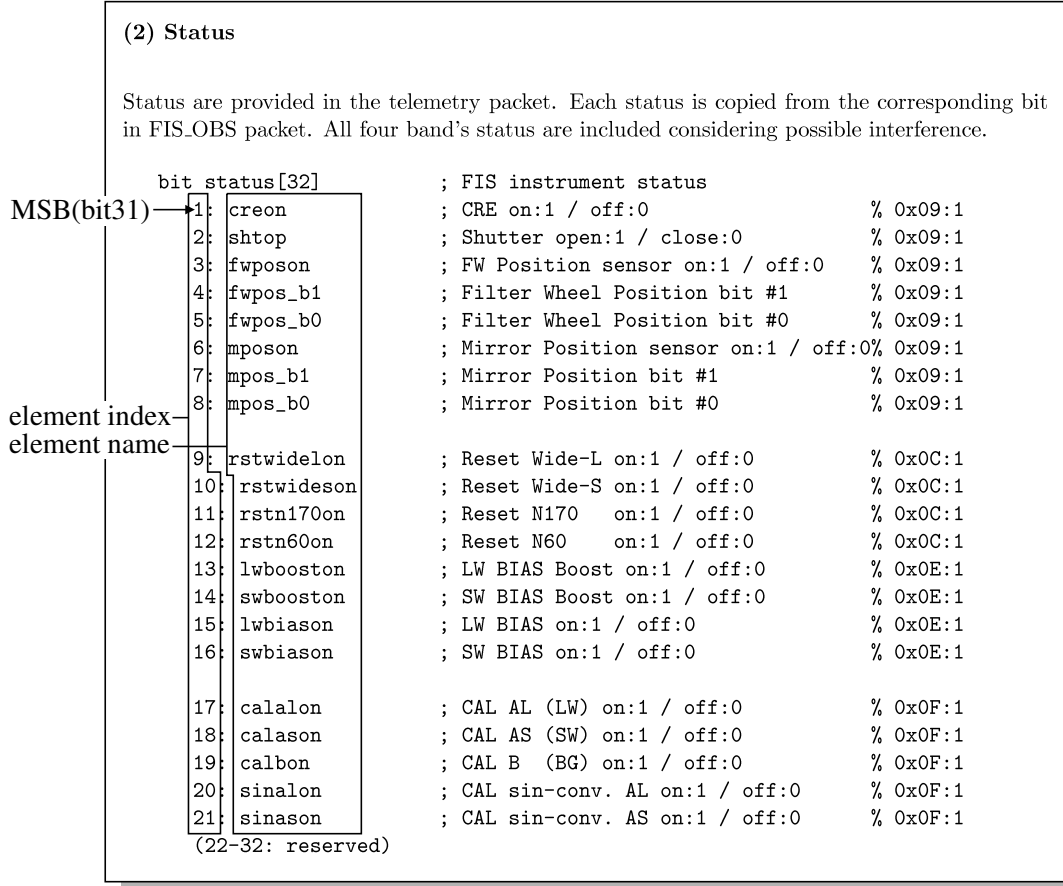 (2) Status
Status are provided in the telemetry packet. Each status is copied from the corresponding bit
in FIS_OBS packet. All four band's status are included considering possible interference.
bit status[32] ; FIS instrument status
MSB(bit31) 1: creon ; CRE on:1 / off:0 % 0x09:1
2: shtop ; Shutter open:1 / close:0 % 0x09:1
3: fwposon ; FW Position sensor on:1 / off:0 % 0x09:1
4: fwpos_b1 ; Filter Wheel Position bit #1 % 0x09:1
5: fwpos_b0 ; Filter Wheel Position bit #0 % 0x09:1
6: mposon ; Mirror Position sensor on:1 / off:0% 0x09:1
7: mpos_b1 ; Mirror Position bit #1 % 0x09:1
8: mpos_b0 ; Mirror Position bit #0 % 0x09:1
element index
element name
9: rstwidelon ; Reset Wide-L on:1 / off:0 % 0x0C:1
10: rstwideson ; Reset Wide-S on:1 / off:0 % 0x0C:1
11: rstn170on ; Reset N170 on:1 / off:0 % 0x0C:1
12: rstn60on ; Reset N60 on:1 / off:0 % 0x0C:1
13: lwbooston ; LW BIAS Boost on:1 / off:0 % 0x0E:1
14: swbooston ; SW BIAS Boost on:1 / off:0 % 0x0E:1
15: lwbiason ; LW BIAS on:1 / off:0 % 0x0E:1
16: swbiason ; SW BIAS on:1 / off:0 % 0x0E:1
17: calalon ; CAL AL (LW) on:1 / off:0 % 0x0F:1
18: calason ; CAL AS (SW) on:1 / off:0 % 0x0F:1
19: calbon ; CAL B (BG) on:1 / off:0 % 0x0F:1
20: sinalon ; CAL sin-conv. AL on:1 / off:0 % 0x0F:1
21: sinason ; CAL sin-conv. AS on:1 / off:0 % 0x0F:1
(22-32: reserved)